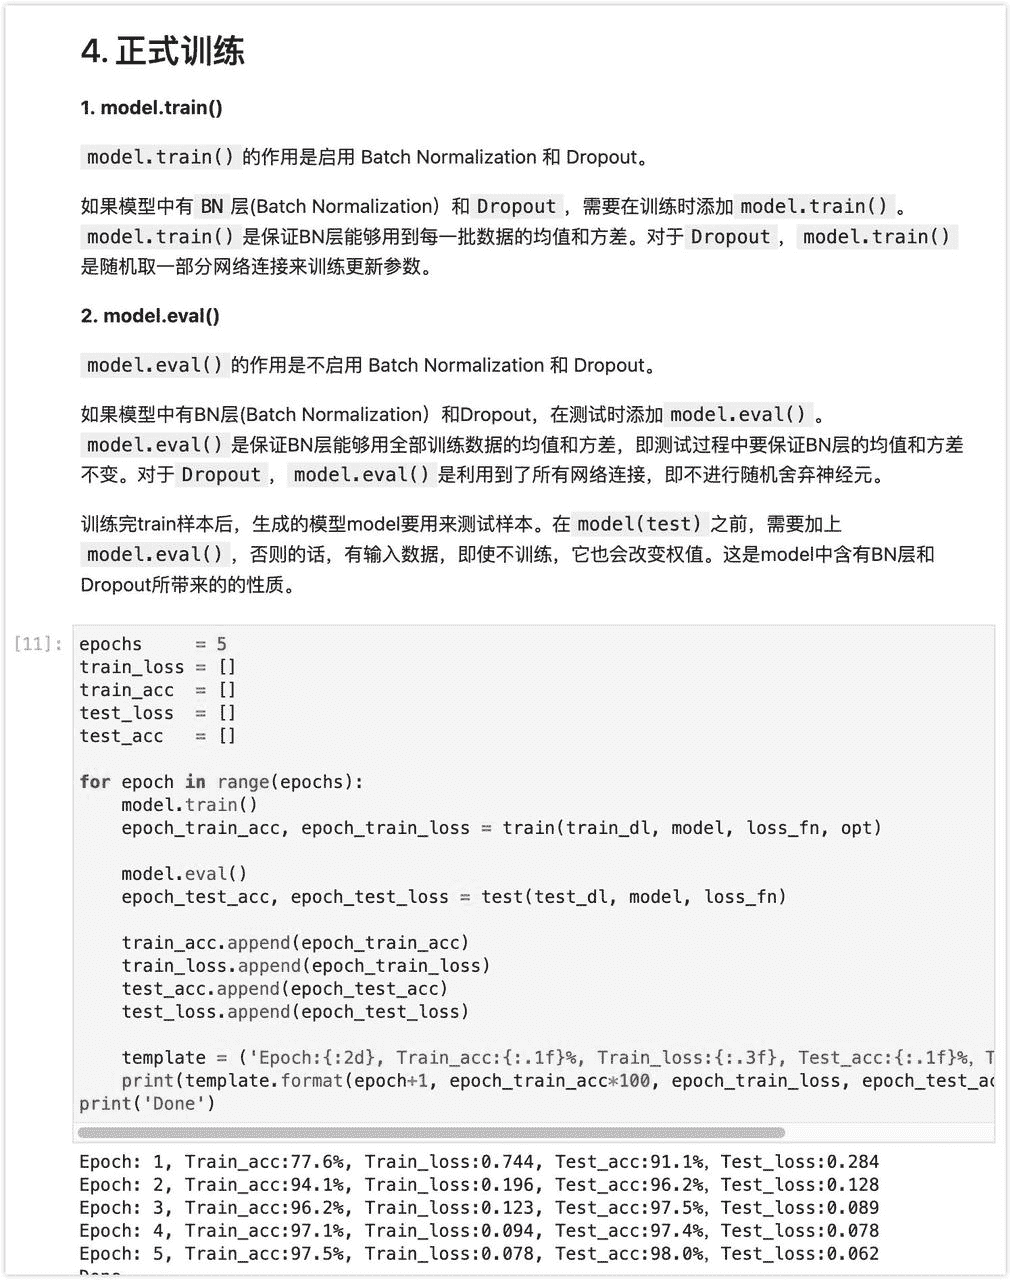 4. 正式训练
1. model.train()
model.train() 的作用是启用 Batch Normalization 和 Dropout。
如果模型中有 BN 层(Batch Normalization）和 Dropout ，需要在训练时添加 model.train() 。
model.train() 是保证BN层能够用到每一批数据的均值和方差。对于 Dropout ， model.train()
是随机取一部分网络连接来训练更新参数。
2. model.eval()
model.eval() 的作用是不启用 Batch Normalization 和 Dropout。
如果模型中有BN层(Batch Normalization）和Dropout，在测试时添加 model.eval() 。
model.eval() 是保证BN层能够用全部训练数据的均值和方差，即测试过程中要保证BN层的均值和方差
不变。对于 Dropout ， model.eval() 是利用到了所有网络连接，即不进行随机舍弃神经元。
训练完train样本后，生成的模型model要用来测试样本。在 model(test) 之前，需要加上
model.eval() ，否则的话，有输入数据，即使不训练，它也会改变权值。这是model中含有BN层和
Dropout所带来的的性质。
[11]: epochs     = 5
train_loss = []
train_acc  = []
test_loss  = []
test_acc   = []
for epoch in range(epochs):
    model.train()
    epoch_train_acc, epoch_train_loss = train(train_dl, model, loss_fn, opt)
    model.eval()
    epoch_test_acc, epoch_test_loss = test(test_dl, model, loss_fn)
    train_acc.append(epoch_train_acc)
    train_loss.append(epoch_train_loss)
    test_acc.append(epoch_test_acc)
    test_loss.append(epoch_test_loss)
    template = ('Epoch:{:2d}, Train_acc:{:.1f}%, Train_loss:{:.3f}, Test_acc:{:.1f}%, T
    print(template.format(epoch+1, epoch_train_acc*100, epoch_train_loss, epoch_test_ac
print('Done')
Epoch: 1, Train_acc:77.6%, Train_loss:0.744, Test_acc:91.1%, Test_loss:0.284
Epoch: 2, Train_acc:94.1%, Train_loss:0.196, Test_acc:96.2%, Test_loss:0.128
Epoch: 3, Train_acc:96.2%, Train_loss:0.123, Test_acc:97.5%, Test_loss:0.089
Epoch: 4, Train_acc:97.1%, Train_loss:0.094, Test_acc:97.4%, Test_loss:0.078
Epoch: 5, Train_acc:97.5%, Train_loss:0.078, Test_acc:98.0%, Test_loss:0.062